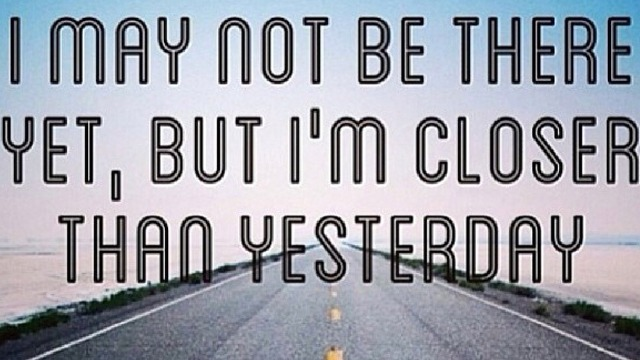 I MAY NOT BE THERE
YET, BUT I'M CLOSER
THAN YESTERDAY